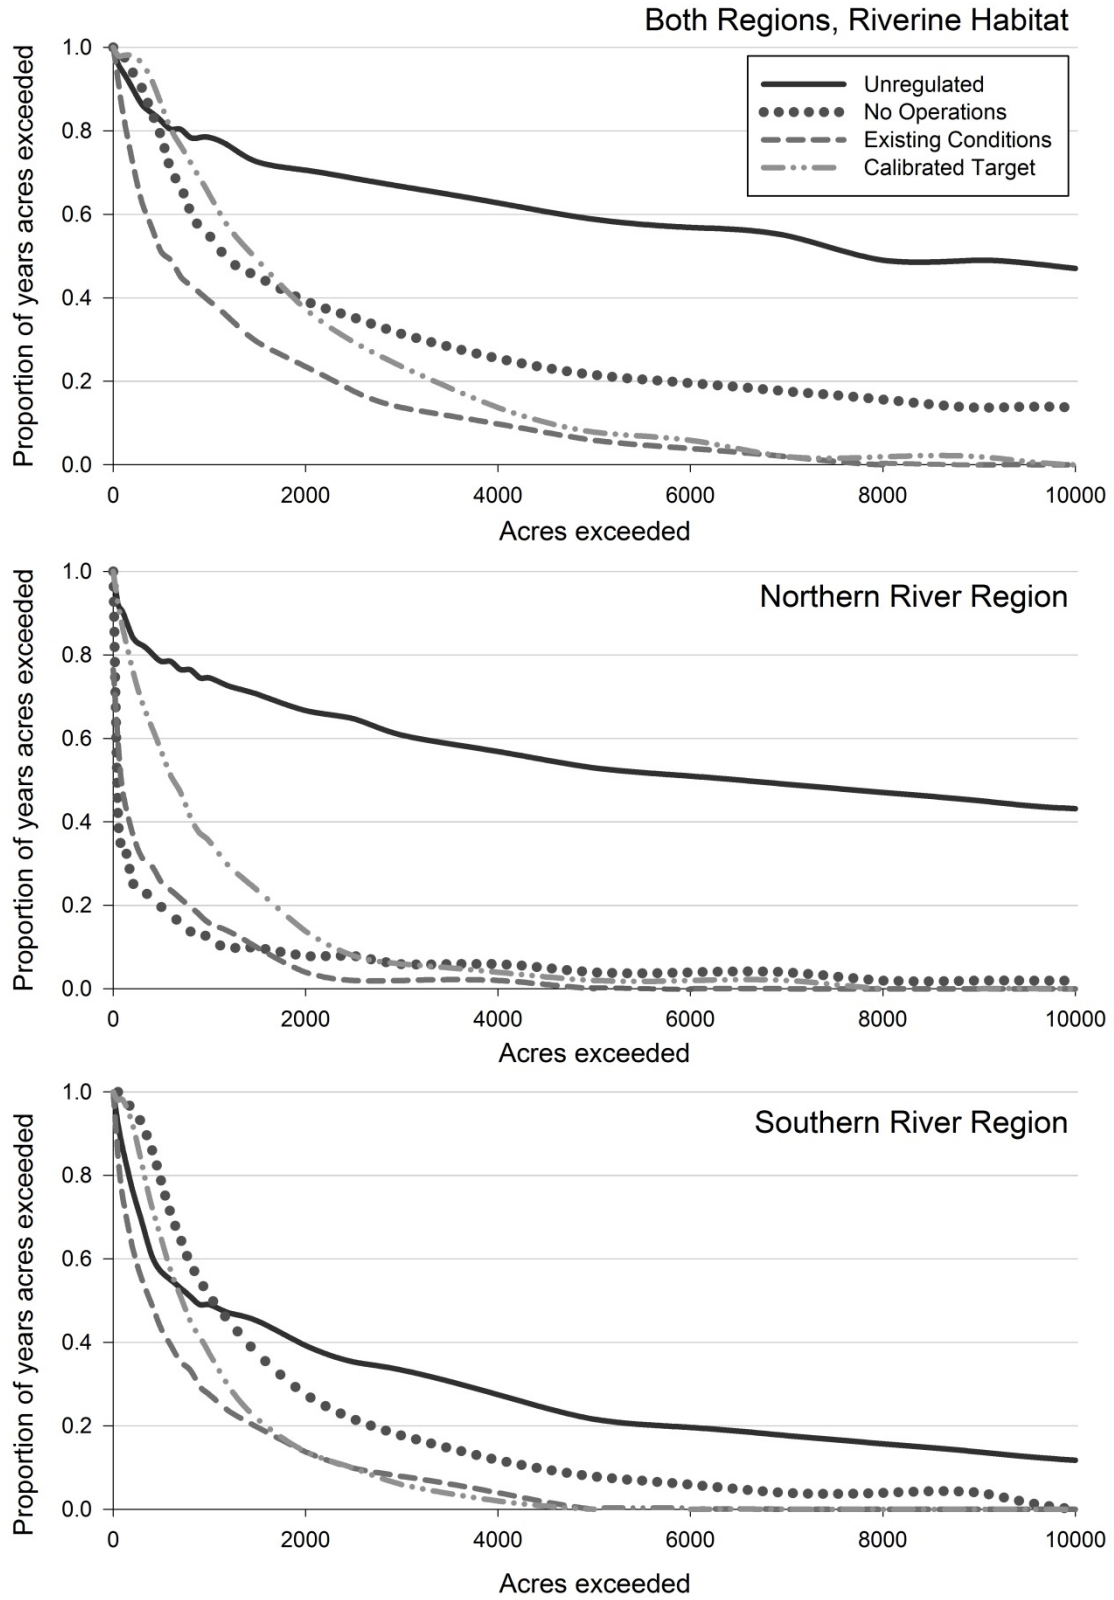 Both Regions, Riverine Habitat
Unregulated
No Operations
Existing Conditions
Calibrated Target
Proportion of years acres exceeded
1.0
0.8
0.6
0.4
0.2
0.0
0 2000 4000 6000 8000 10000
Acres exceeded
Northern River Region
Proportion of years acres exceeded
1.0
0.8
0.6
0.4
0.2
0.0
0 2000 4000 6000 8000 10000
Acres exceeded
Southern River Region
Proportion of years acres exceeded
1.0
0.8
0.6
0.4
0.2
0.0
0 2000 4000 6000 8000 10000
Acres exceeded